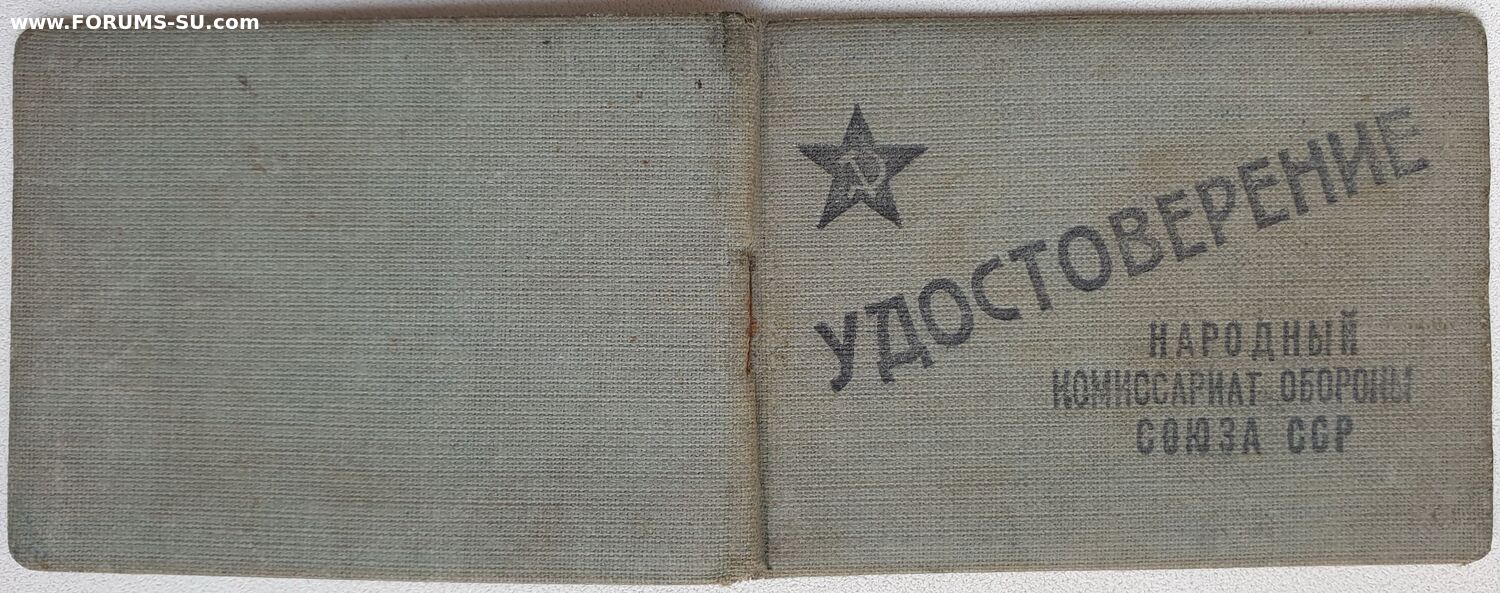 www.FORUMS-SU.com
УДОСТОВЕРЕНИЕ
НАРОДНЫЙ
КОМИССАРИАТ ОБОРОНЫ
СОЮЗА ССР